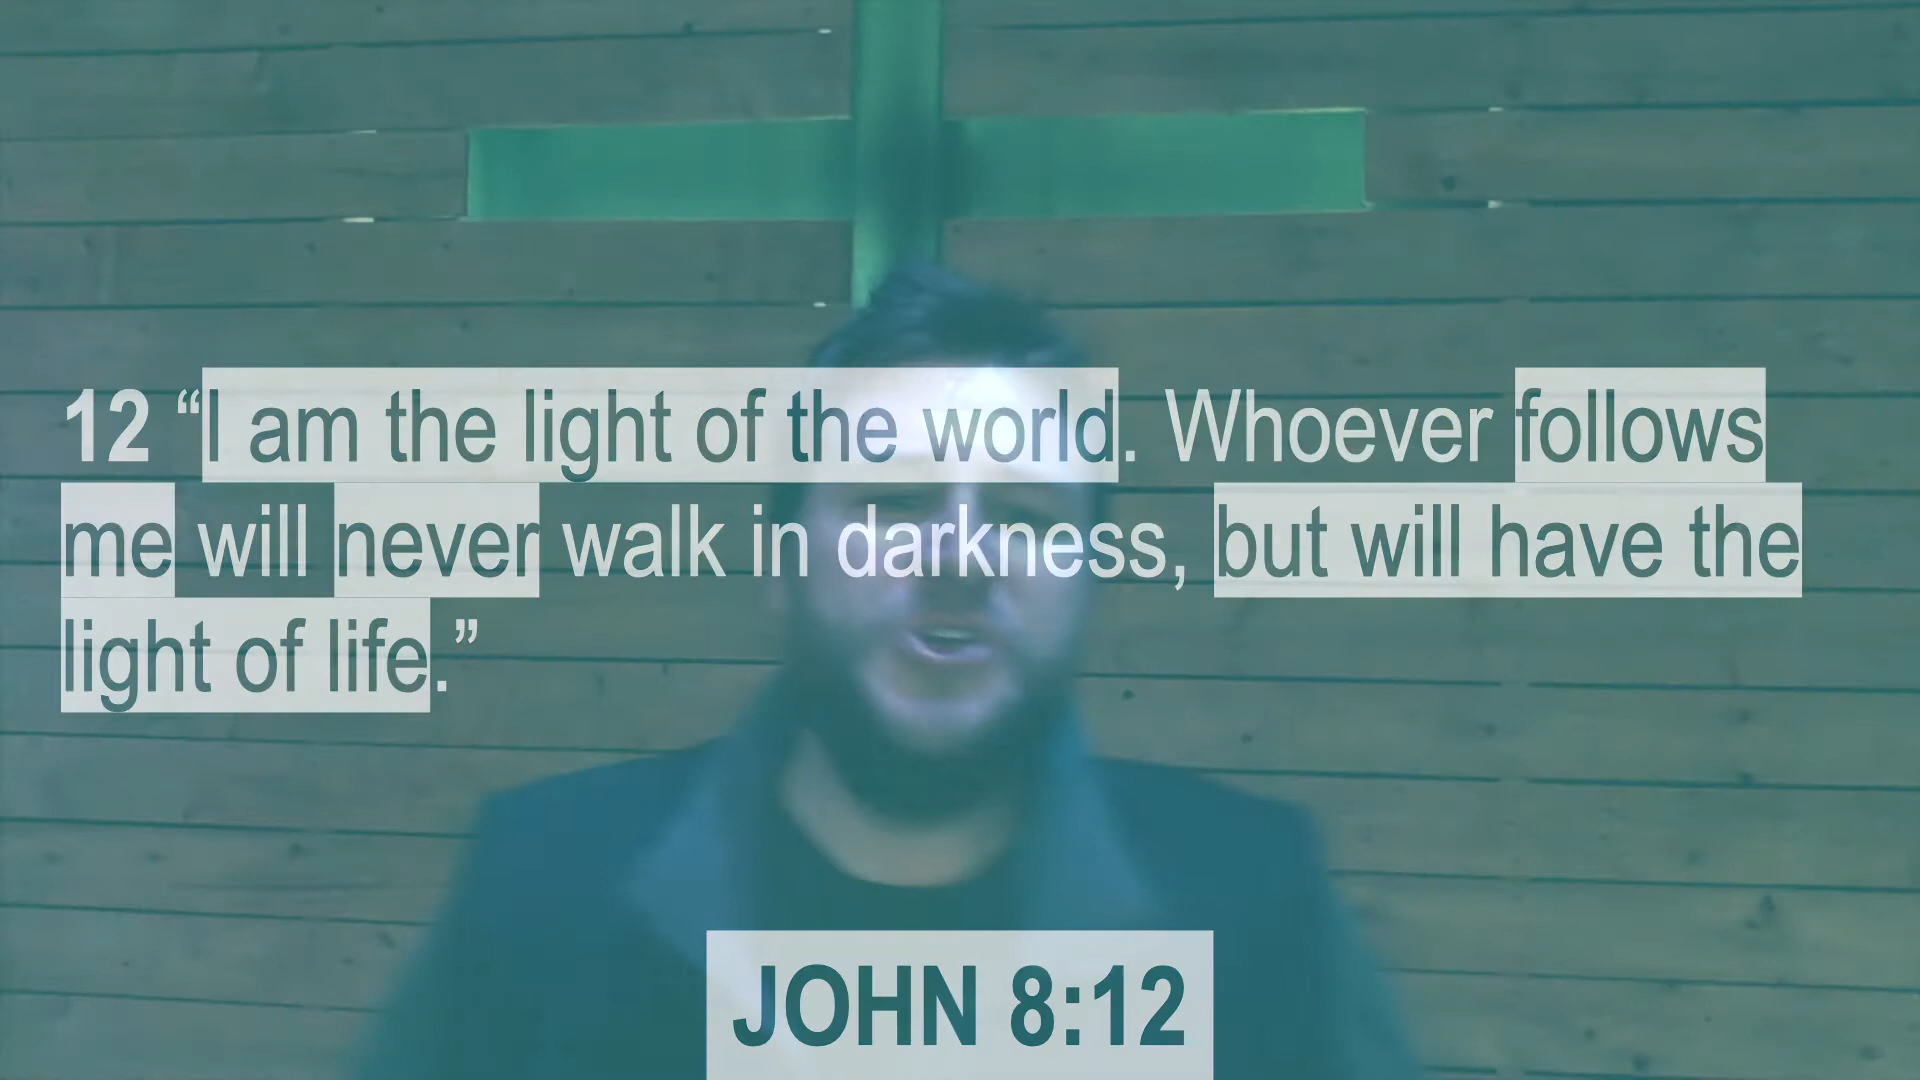 12 “I am the light of the world. Whoever follows
me will never walk in darkness, but will have the
light of life.”
JOHN 8:12